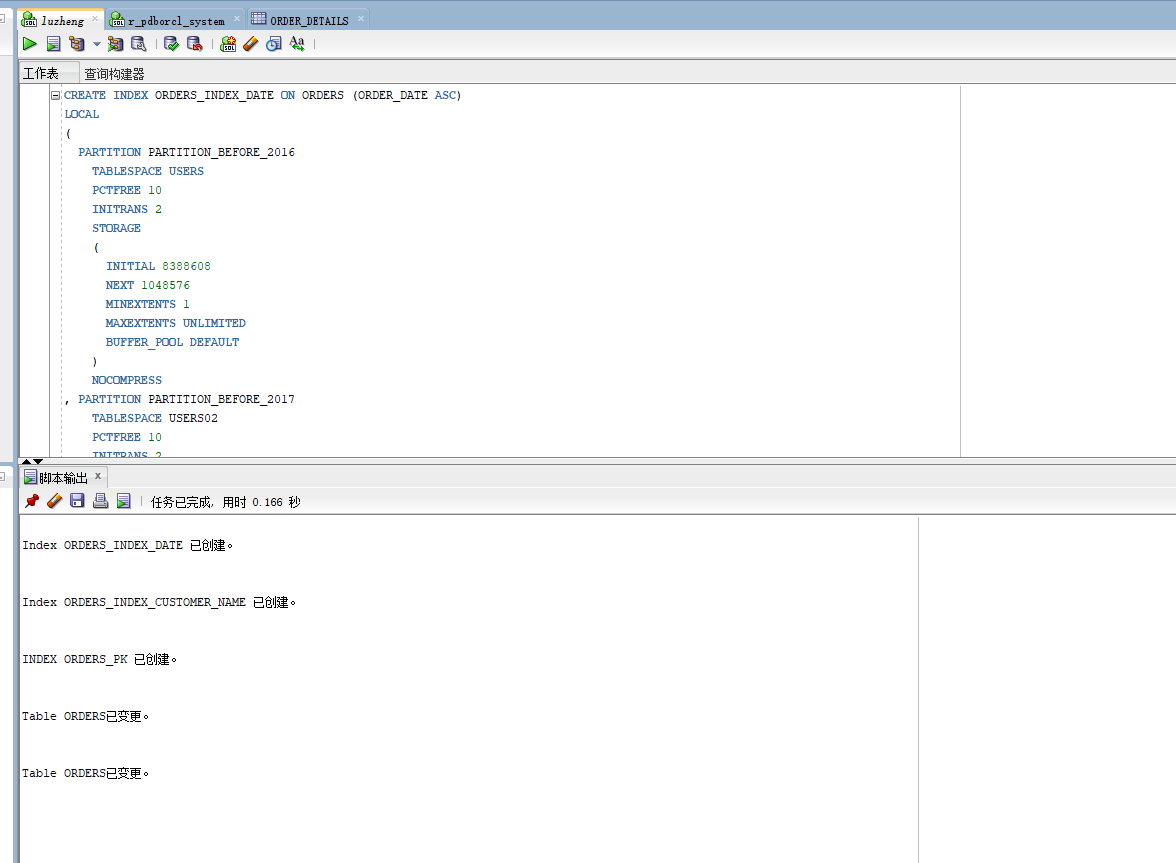 luzheng
r_pdborcl_system
ORDER_DETAILS
工作表
查询构建器
CREATE INDEX ORDERS_INDEX_DATE ON ORDERS (ORDER_DATE ASC)
LOCAL
(
PARTITION PARTITION_BEFORE_2016
TABLESPACE USERS
PCTFREE 10
INITRANS 2
STORAGE
(
INITIAL 8388608
NEXT 1048576
MINEXTENTS 1
MAXEXTENTS UNLIMITED
BUFFER_POOL DEFAULT
)
NOCOMPRESS
, PARTITION PARTITION_BEFORE_2017
TABLESPACE USERS02
PCTFREE 10
INITRANS 2
脚本输出 x
任务已完成, 用时 0.166 秒
Index ORDERS_INDEX_DATE 已创建。
Index ORDERS_INDEX_CUSTOMER_NAME 已创建。
INDEX ORDERS_PK 已创建。
Table ORDERS已变更。
Table ORDERS已变更。